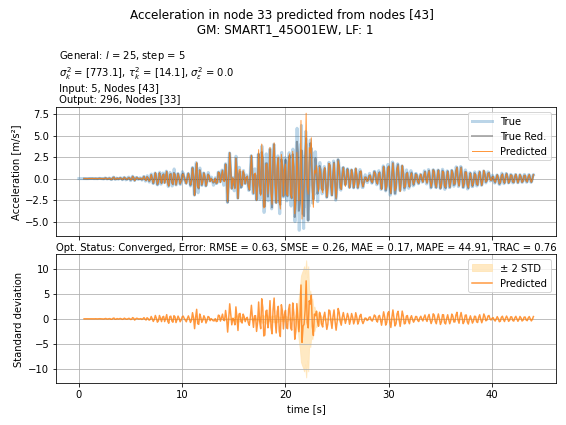 Acceleration in node 33 predicted from nodes [43]
GM: SMART1_45O01EW, LF: 1
General: l = 25, step = 5
σ²ₖ = [773.1], τ²ₖ = [14.1], σ²ε = 0.0
Input: 5, Nodes [43]
Output: 296, Nodes [33]
7.5
5.0
2.5
0.0
−2.5
−5.0
Acceleration [m/s²]
True
True Red.
Predicted
Opt. Status: Converged, Error: RMSE = 0.63, SMSE = 0.26, MAE = 0.17, MAPE = 44.91, TRAC = 0.76
10
5
0
−5
−10
Standard deviation
± 2 STD
Predicted
0 10 20 30 40
time [s]